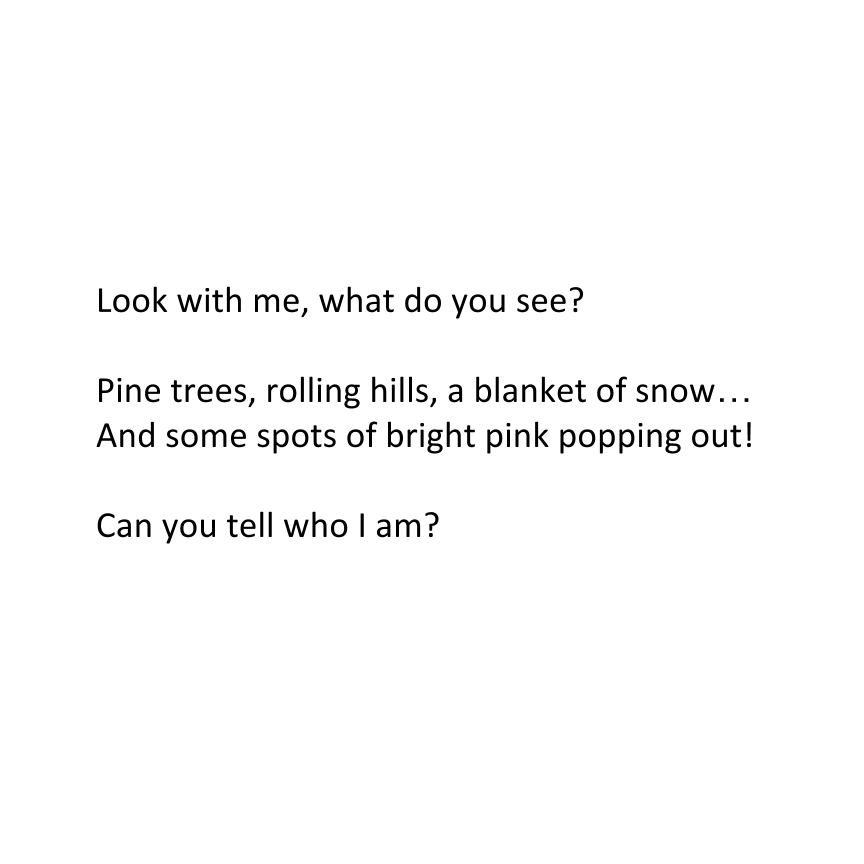 Look with me, what do you see?
Pine trees, rolling hills, a blanket of snow…
And some spots of bright pink popping out!
Can you tell who I am?